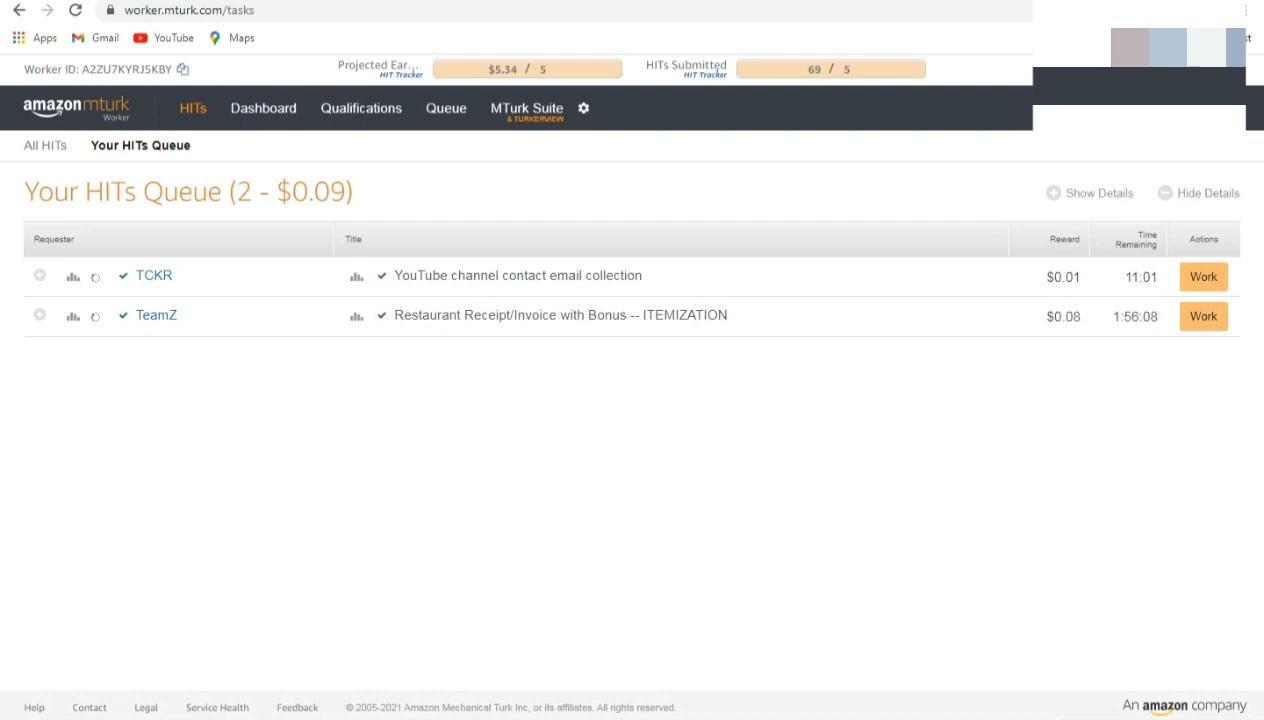 worker.mturk.com/tasks
Apps Gmail YouTube Maps
Worker ID: A2ZU7KYRJ5KBY
Projected Ear... HIT Tracker $5.34 / 5
HITs Submitted HIT Tracker 69 / 5
amazonmturk Worker
HITs Dashboard Qualifications Queue MTurk Suite & TURKERVIEW
All HITs Your HITs Queue
Your HITs Queue (2 - $0.09)
Show Details Hide Details
Requester Title Reward Time Remaining Actions
TCKR YouTube channel contact email collection $0.01 11:01 Work
TeamZ Restaurant Receipt/Invoice with Bonus -- ITEMIZATION $0.08 1:56:08 Work
Help Contact Legal Service Health Feedback © 2005-2021 Amazon Mechanical Turk Inc, or its affiliates. All rights reserved. An amazon company